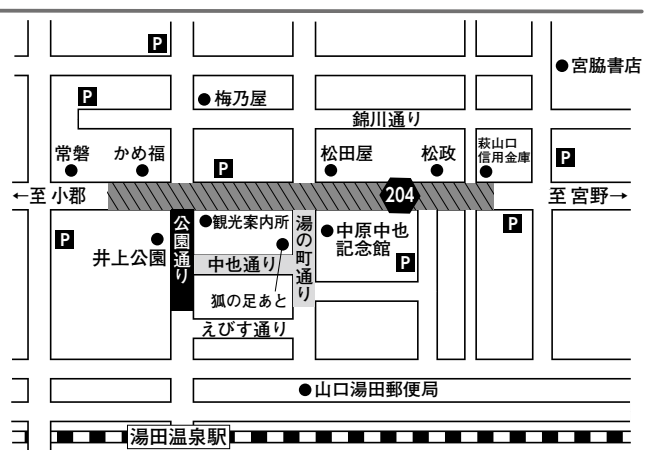 P
宮脇書店
P
梅乃屋
錦川通り
常磐
かめ福
P
松田屋
松政
萩山口
信用金庫
P
←至 小郡
204
至 宮野→
公園通り
観光案内所
湯の町通り
中原中也
記念館
P
P
井上公園
中也通り
P
狐の足あと
えびす通り
山口湯田郵便局
湯田温泉駅